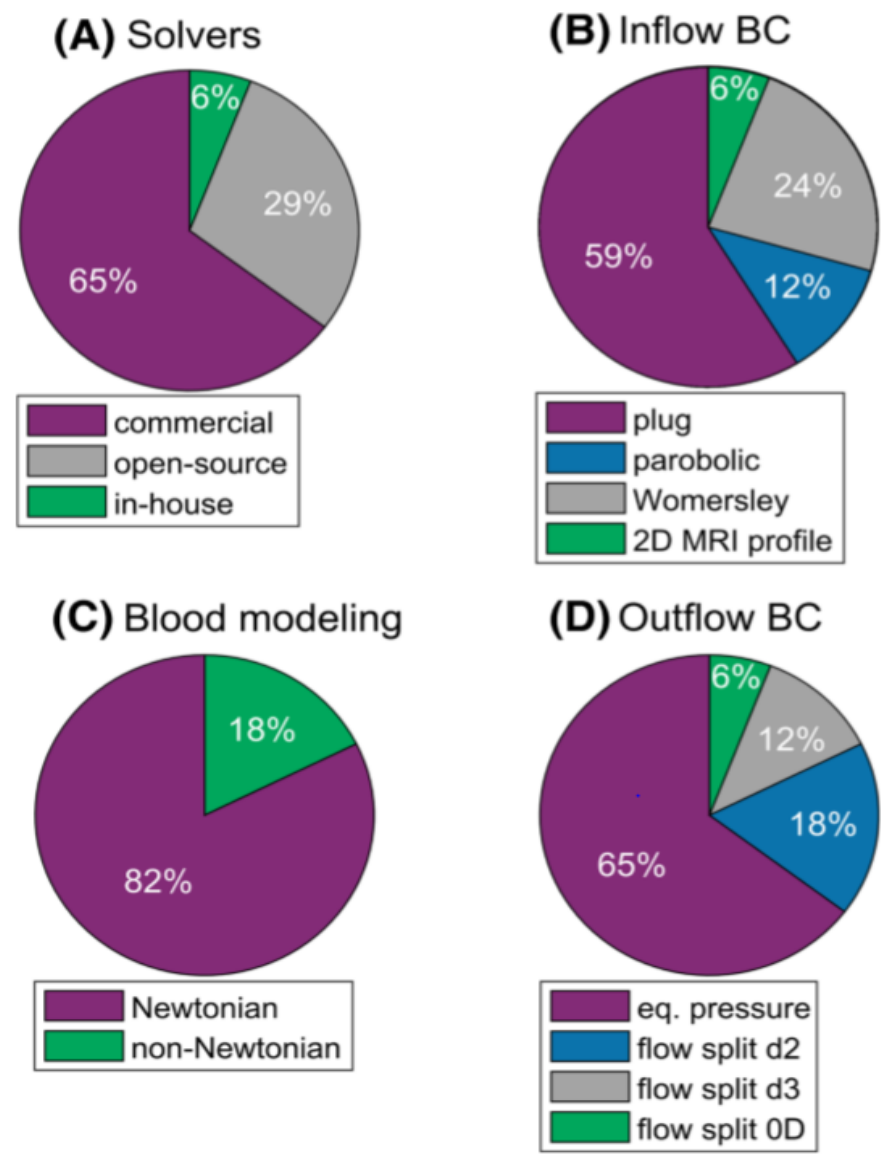 (A) Solvers
6%
29%
65%
commercial
open-source
in-house
(B) Inflow BC
6%
24%
59%
12%
plug
parobolic
Womersley
2D MRI profile
(C) Blood modeling
18%
82%
Newtonian
non-Newtonian
(D) Outflow BC
6%
12%
18%
65%
eq. pressure
flow split d2
flow split d3
flow split 0D